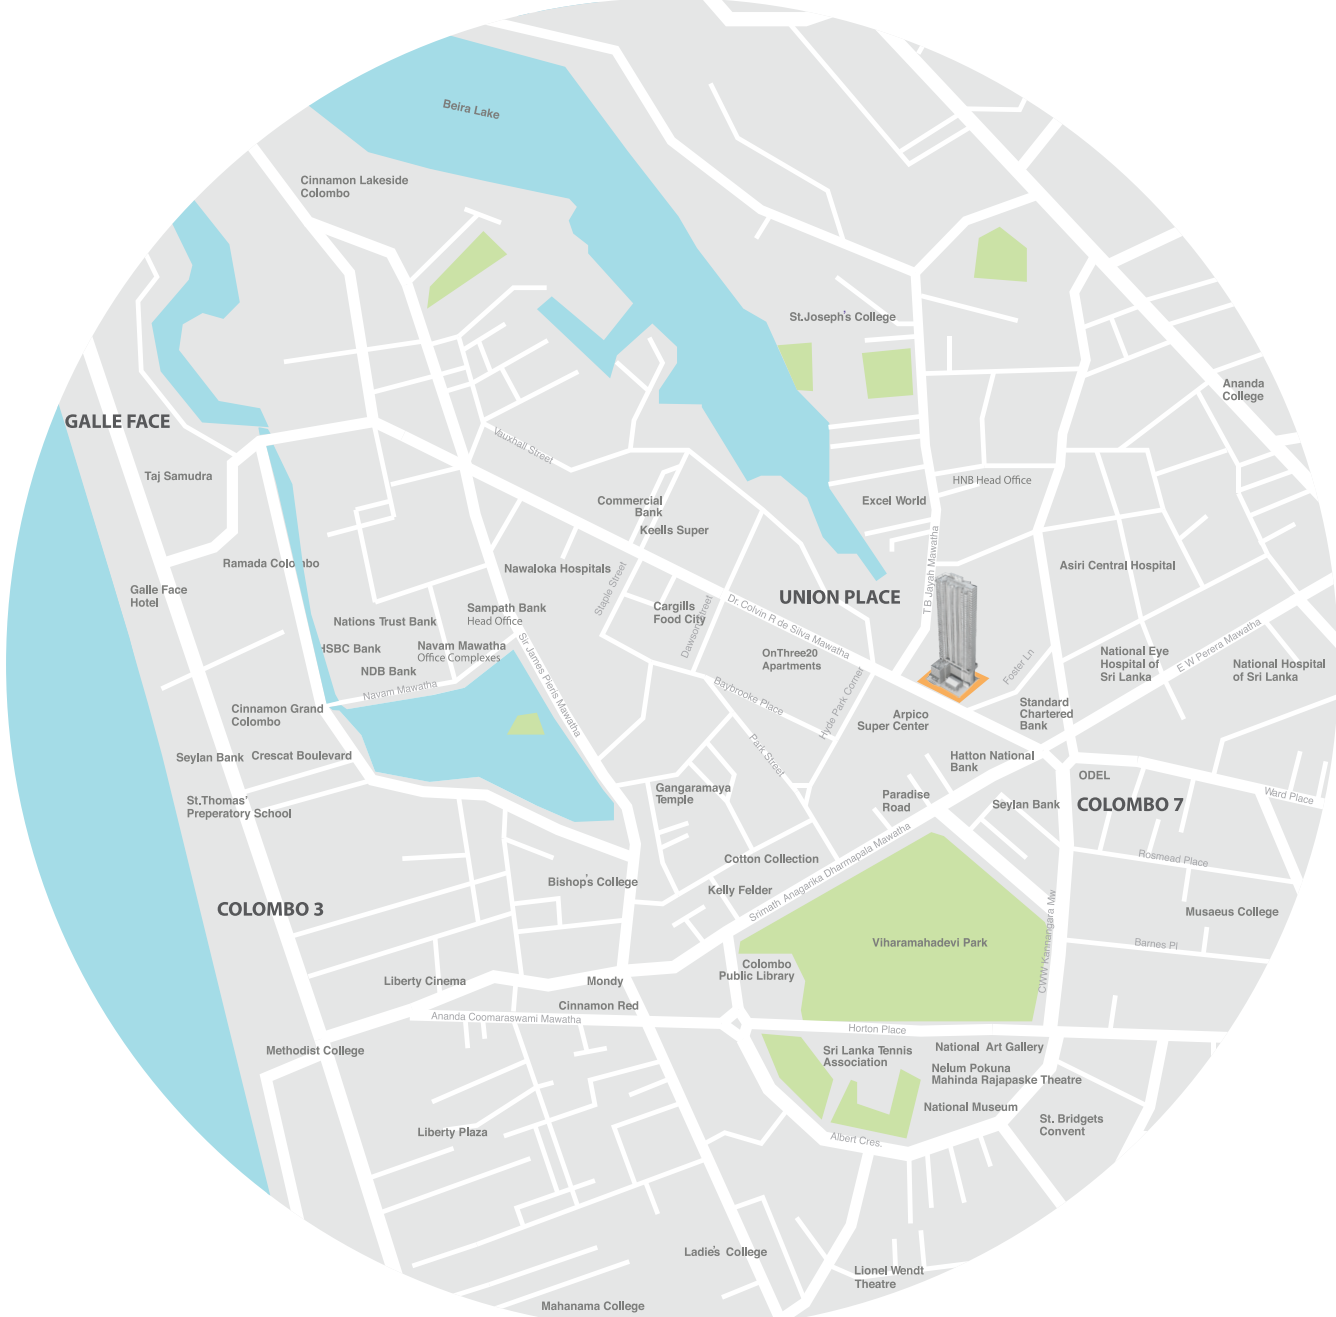 Beira Lake
Cinnamon Lakeside
Colombo
St.Joseph's College
Ananda
College
GALLE FACE
Vauxhall Street
Taj Samudra
HNB Head Office
Commercial
Bank
Excel World
Keells Super
T B Jayah Mawatha
Ramada Colombo
Nawaloka Hospitals
Asiri Central Hospital
Galle Face
Hotel
Staple Street
UNION PLACE
Sampath Bank
Head Office
Cargills
Food City
Dawson Street
Dr. Colvin R de Silva Mawatha
Nations Trust Bank
HSBC Bank
Navam Mawatha
Office Complexes
Sir James Pieris Mawatha
OnThree20
Apartments
E W Perera Mawatha
National Eye
Hospital of
Sri Lanka
National Hospital
of Sri Lanka
NDB Bank
Navam Mawatha
Foster Ln
Baybrooke Place
Hyde Park Corner
Cinnamon Grand
Colombo
Arpico
Super Center
Standard
Chartered
Bank
Seylan Bank
Crescat Boulevard
Park Street
Hatton National
Bank
ODEL
Gangaramaya
Temple
Paradise
Road
Seylan Bank
COLOMBO 7
Ward Place
St.Thomas'
Preperatory School
Srimath Anagarika Dharmapala Mawatha
Cotton Collection
Rosmead Place
Bishop's College
Kelly Felder
COLOMBO 3
Musaeus College
Viharamahadevi Park
Barnes Pl
CWW Kannangara Mw
Colombo
Public Library
Liberty Cinema
Mondy
Cinnamon Red
Ananda Coomaraswami Mawatha
Horton Place
Methodist College
Sri Lanka Tennis
Association
National Art Gallery
Nelum Pokuna
Mahinda Rajapaske Theatre
National Museum
St. Bridgets
Convent
Liberty Plaza
Albert Cres.
Ladie's College
Lionel Wendt
Theatre
Mahanama College